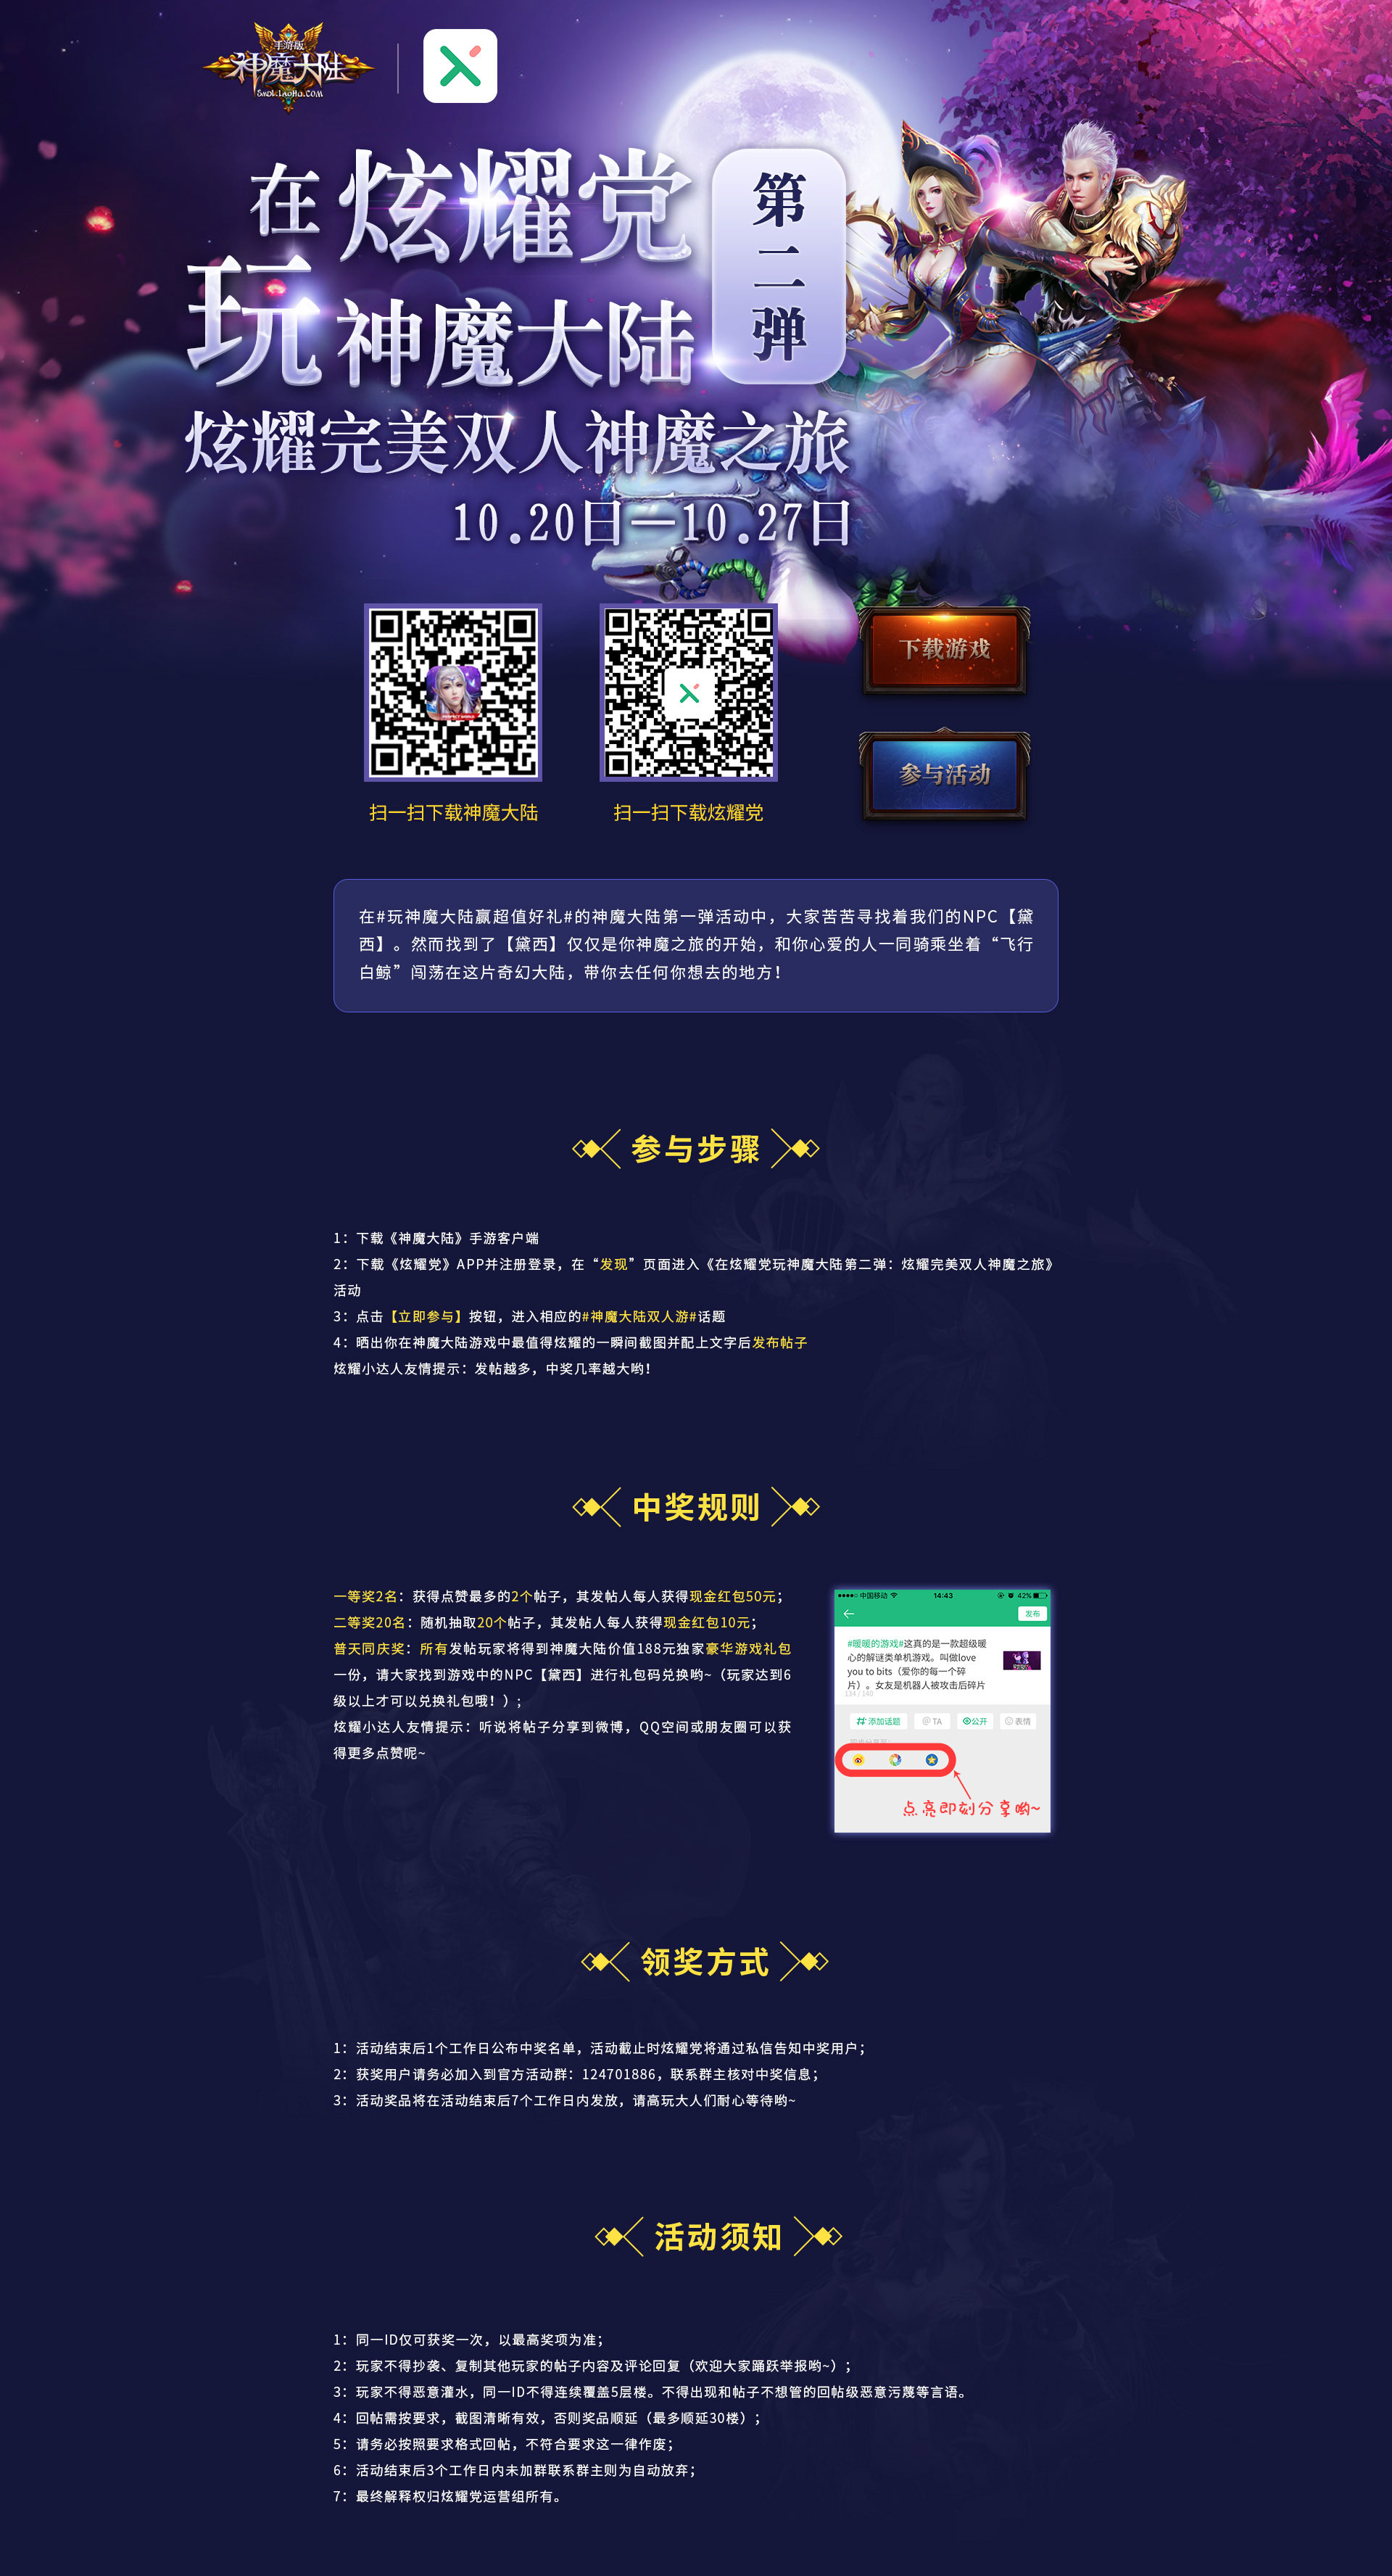 手游版
神魔大陆
在炫耀党
玩神魔大陆
第二弹
炫耀完美双人神魔之旅
10.20日—10.27日
PERFECT WORLD
下载游戏
参与活动
扫一扫下载神魔大陆
扫一扫下载炫耀党
在#玩神魔大陆赢超值好礼#的神魔大陆第一弹活动中，大家苦苦寻找着我们的NPC【黛
西】。然而找到了【黛西】仅仅是你神魔之旅的开始，和你心爱的人一同骑乘坐着“飞行
白鲸”闯荡在这片奇幻大陆，带你去任何你想去的地方！
参与步骤
1：下载《神魔大陆》手游客户端
2：下载《炫耀党》APP并注册登录，在“发现”页面进入《在炫耀党玩神魔大陆第二弹：炫耀完美双人神魔之旅》
活动
3：点击【立即参与】按钮，进入相应的#神魔大陆双人游#话题
4：晒出你在神魔大陆游戏中最值得炫耀的一瞬间截图并配上文字后发布帖子
炫耀小达人友情提示：发帖越多，中奖几率越大哟！
中奖规则
一等奖2名：获得点赞最多的2个帖子，其发帖人每人获得现金红包50元；
二等奖20名：随机抽取20个帖子，其发帖人每人获得现金红包10元；
普天同庆奖：所有发帖玩家将得到神魔大陆价值188元独家豪华游戏礼包
一份，请大家找到游戏中的NPC【黛西】进行礼包码兑换哟~（玩家达到6
级以上才可以兑换礼包哦！）;
炫耀小达人友情提示：听说将帖子分享到微博，QQ空间或朋友圈可以获
得更多点赞呢~
中国移动 14:43 42%
发布
#暖暖的游戏#这真的是一款超级暖
心的解谜类单机游戏。叫做love
you to bits（爱你的每一个碎
片）。女友是机器人被攻击后碎片
134 / 140
#添加话题 @TA 公开 表情
点亮即刻分享哟~
领奖方式
1：活动结束后1个工作日公布中奖名单，活动截止时炫耀党将通过私信告知中奖用户；
2：获奖用户请务必加入到官方活动群：124701886，联系群主核对中奖信息；
3：活动奖品将在活动结束后7个工作日内发放，请高玩大人们耐心等待哟~
活动须知
1：同一ID仅可获奖一次，以最高奖项为准；
2：玩家不得抄袭、复制其他玩家的帖子内容及评论回复（欢迎大家踊跃举报哟~）；
3：玩家不得恶意灌水，同一ID不得连续覆盖5层楼。不得出现和帖子不想管的回帖级恶意污蔑等言语。
4：回帖需按要求，截图清晰有效，否则奖品顺延（最多顺延30楼）；
5：请务必按照要求格式回帖，不符合要求这一律作废；
6：活动结束后3个工作日内未加群联系群主则为自动放弃；
7：最终解释权归炫耀党运营组所有。